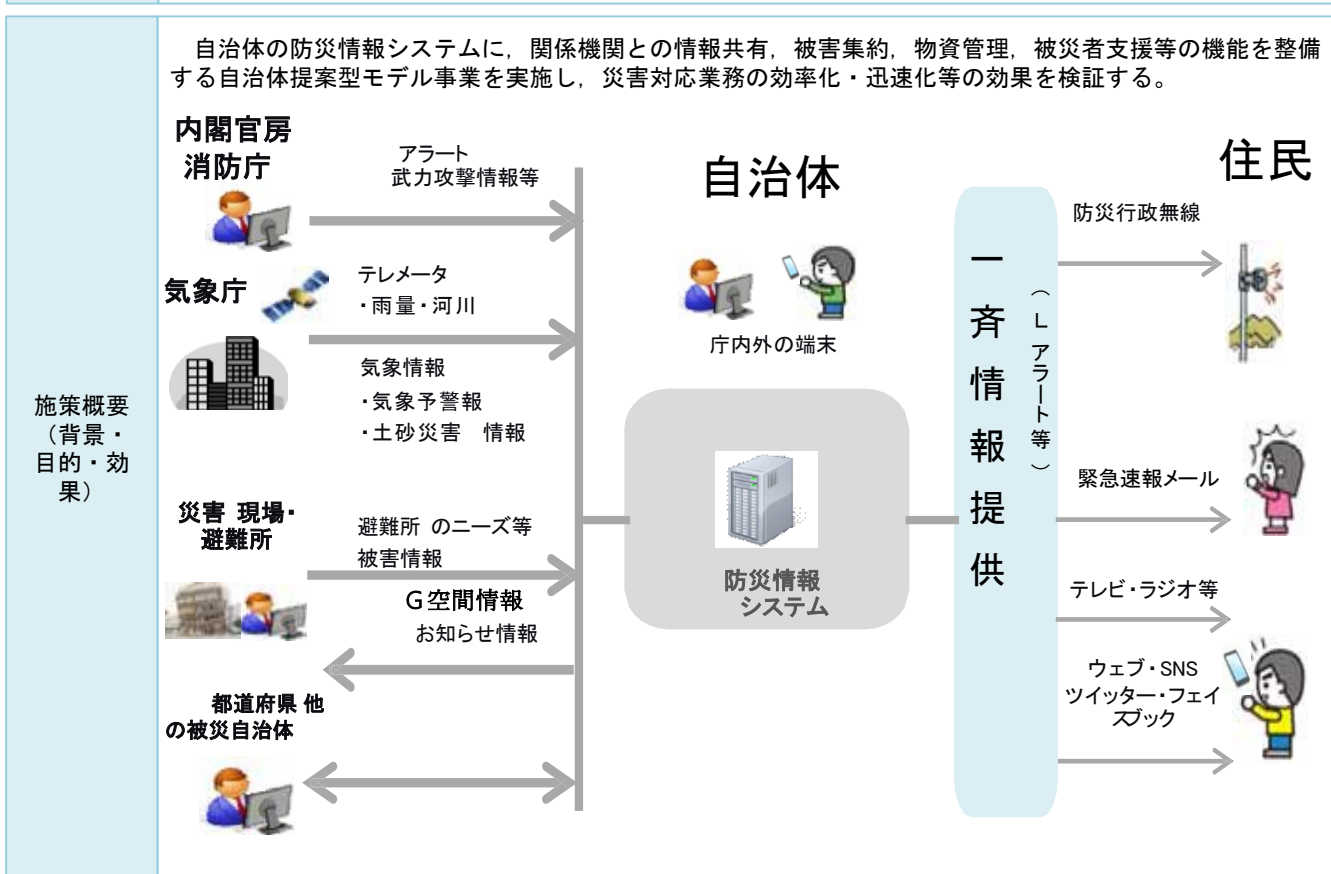 自治体の防災情報システムに，関係機関との情報共有，被害集約，物資管理，被災者支援等の機能を整備
する自治体提案型モデル事業を実施し，災害対応業務の効率化・迅速化等の効果を検証する。
施策概要
（背景・
目的・効
果）
内閣官房
消防庁
アラート
武力攻撃情報等
気象庁
テレメータ
・雨量・河川
気象情報
・気象予警報
・土砂災害　情報
災害 現場・
避難所
避難所 のニーズ等
被害情報
Ｇ空間情報
お知らせ情報
都道府県 他
の被災自治体
自治体
庁内外の端末
防災情報
システム
一斉情報提供
（Ｌアラート等）
住民
防災行政無線
緊急速報メール
テレビ・ラジオ等
ウェブ・SNS
ツイッター・フェイ
スブック